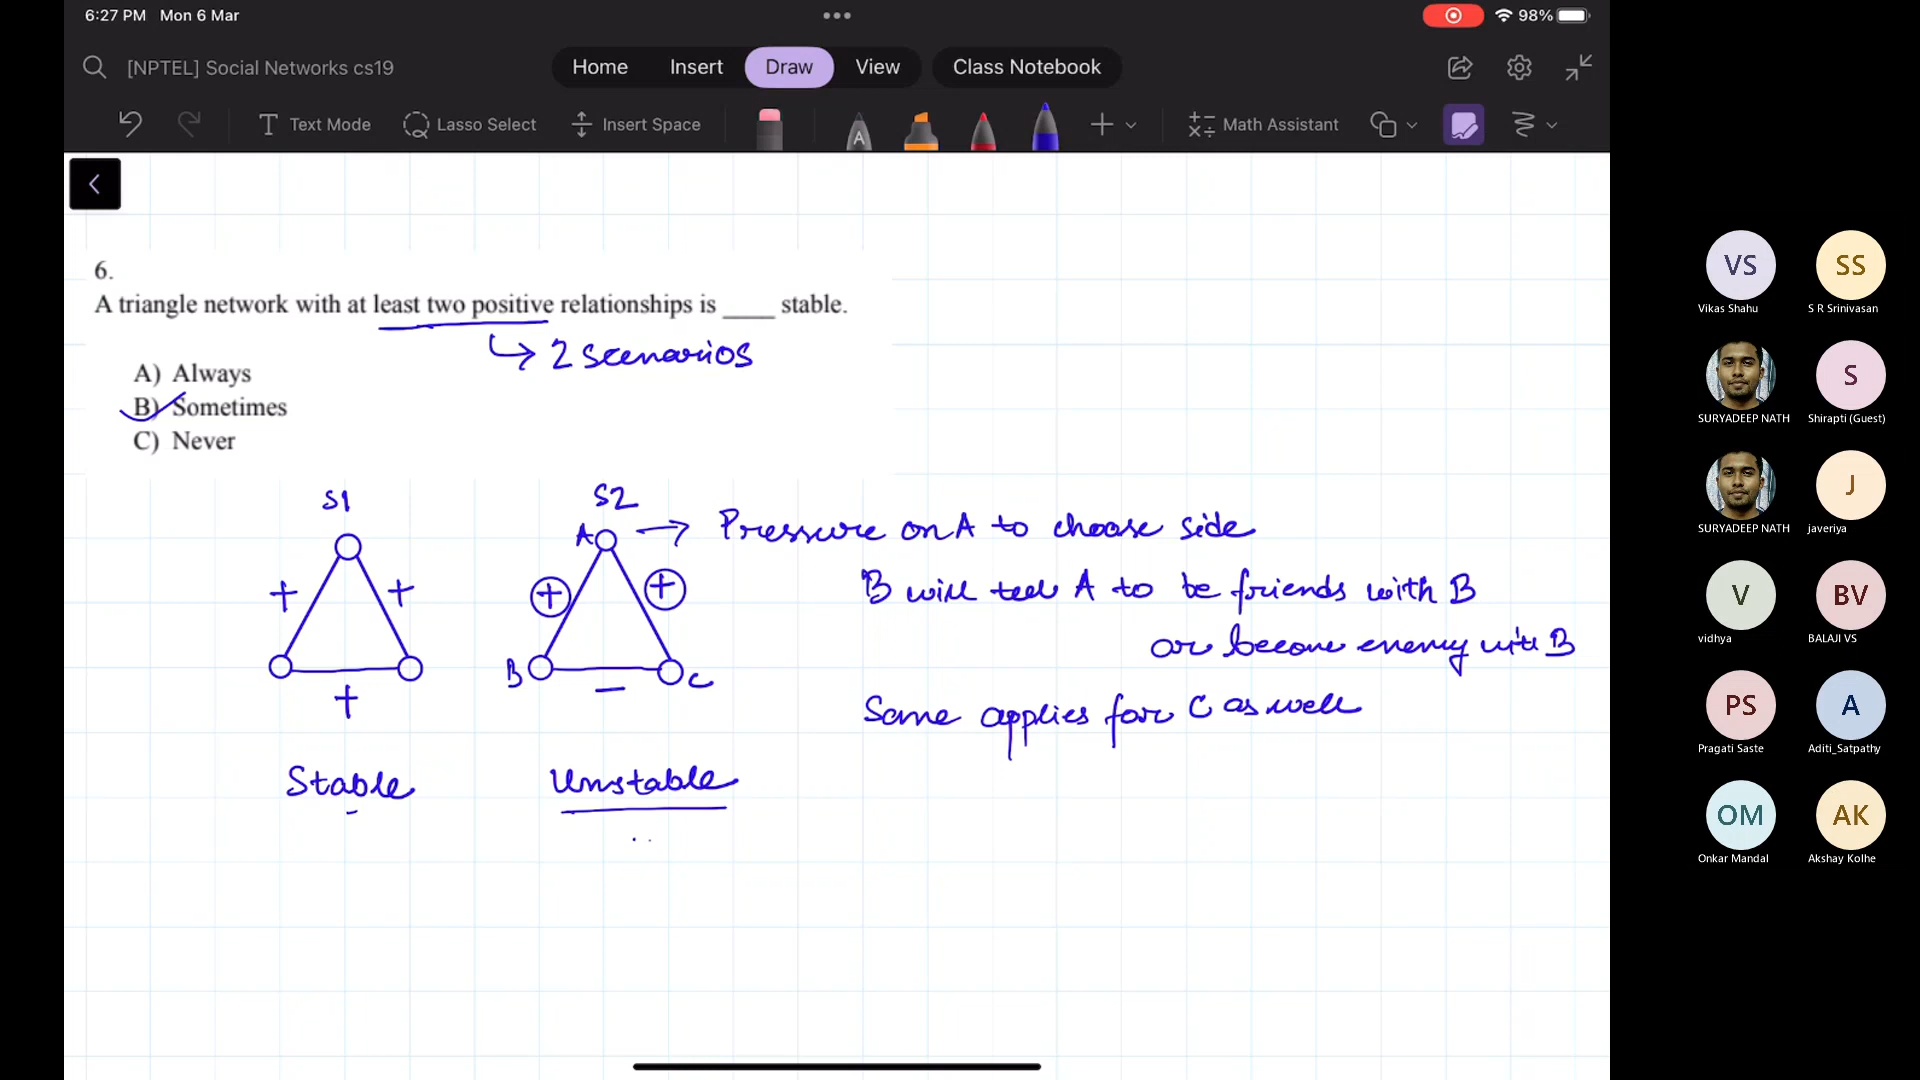 6:27 PM Mon 6 Mar
98%
[NPTEL] Social Networks cs19
Home Insert Draw View Class Notebook
Text Mode Lasso Select Insert Space A Math Assistant
6.
A triangle network with at least two positive relationships is ____ stable.
↳ 2 scenarios
A) Always
B) Sometimes
C) Never
S1
S2
A → Pressure on A to choose side
+ + + +
B will tell A to be friends with B
or become enemy with B
B C
+ −
Same applies for C as well
Stable Unstable
VS SS
Vikas Shahu S R Srinivasan
S
SURYADEEP NATH Shirapti (Guest)
J
SURYADEEP NATH javeriya
V BV
vidhya BALAJI VS
PS A
Pragati Saste Aditi_Satpathy
OM AK
Onkar Mandal Akshay Kolhe